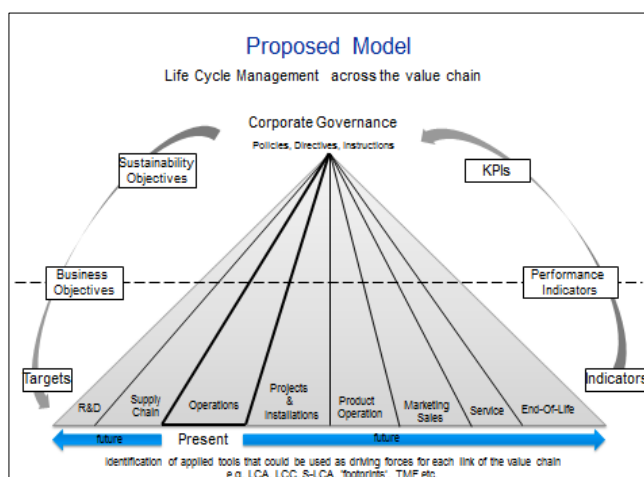 Proposed Model
Life Cycle Management across the value chain
Corporate Governance
Policies, Directives, Instructions
Sustainability
Objectives
KPIs
Business
Objectives
Performance
Indicators
Targets
Indicators
R&D
Supply
Chain
Operations
Projects
&
Installations
Product
Operation
Marketing
Sales
Service
End-Of-Life
future
Present
future
Identification of applied tools that could be used as driving forces for each link of the value chain
e.g. LCA, LCC, S-LCA, 'footprints', TMF etc